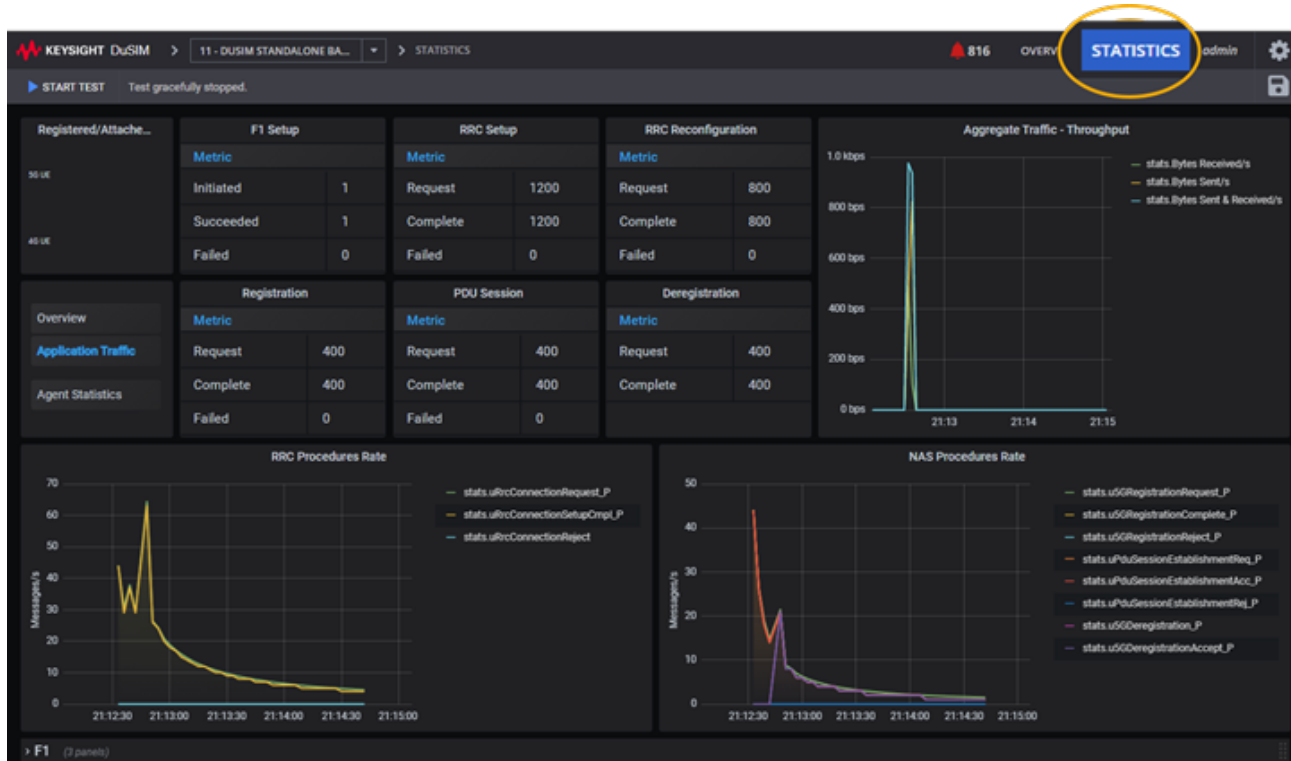 KEYSIGHT DuSIM > 11 - DUSIM STANDALONE BA... > STATISTICS 816 OVERV STATISTICS admin
START TEST Test gracefully stopped.
Registered/Attache...
5G UE
4G UE
F1 Setup
Metric
Initiated 1
Succeeded 1
Failed 0
RRC Setup
Metric
Request 1200
Complete 1200
Failed 0
RRC Reconfiguration
Metric
Request 800
Complete 800
Failed 0
Aggregate Traffic - Throughput
1.0 kbps
800 bps
600 bps
400 bps
200 bps
0 bps
21:13 21:14 21:15
stats.Bytes Received/s
stats.Bytes Sent/s
stats.Bytes Sent & Received/s
Overview
Application Traffic
Agent Statistics
Registration
Metric
Request 400
Complete 400
Failed 0
PDU Session
Metric
Request 400
Complete 400
Failed 0
Deregistration
Metric
Request 400
Complete 400
RRC Procedures Rate
Messages/s
70
60
50
40
30
20
10
0
21:12:30 21:13:00 21:13:30 21:14:00 21:14:30 21:15:00
stats.uRrcConnectionRequest_P
stats.uRrcConnectionSetupCmpl_P
stats.uRrcConnectionReject
NAS Procedures Rate
Messages/s
50
40
30
20
10
0
21:12:30 21:13:00 21:13:30 21:14:00 21:14:30 21:15:00
stats.u5GRegistrationRequest_P
stats.u5GRegistrationComplete_P
stats.u5GRegistrationReject_P
stats.uPduSessionEstablishmentReq_P
stats.uPduSessionEstablishmentAcc_P
stats.uPduSessionEstablishmentRej_P
stats.u5GDeregistration_P
stats.u5GDeregistrationAccept_P
> F1 (3 panels)